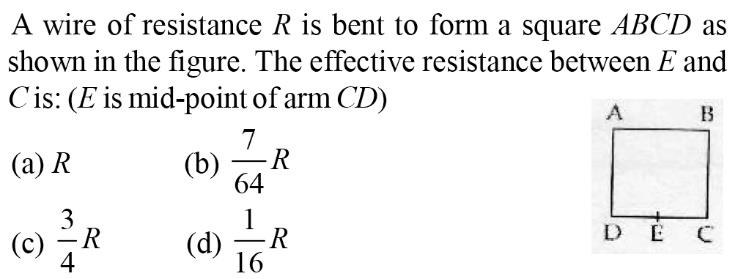 A wire of resistance R is bent to form a square ABCD as
shown in the figure. The effective resistance between E and
C is: (E is mid-point of arm CD)
(a) R (b) 7/64 R
(c) 3/4 R (d) 1/16 R
A B
D E C